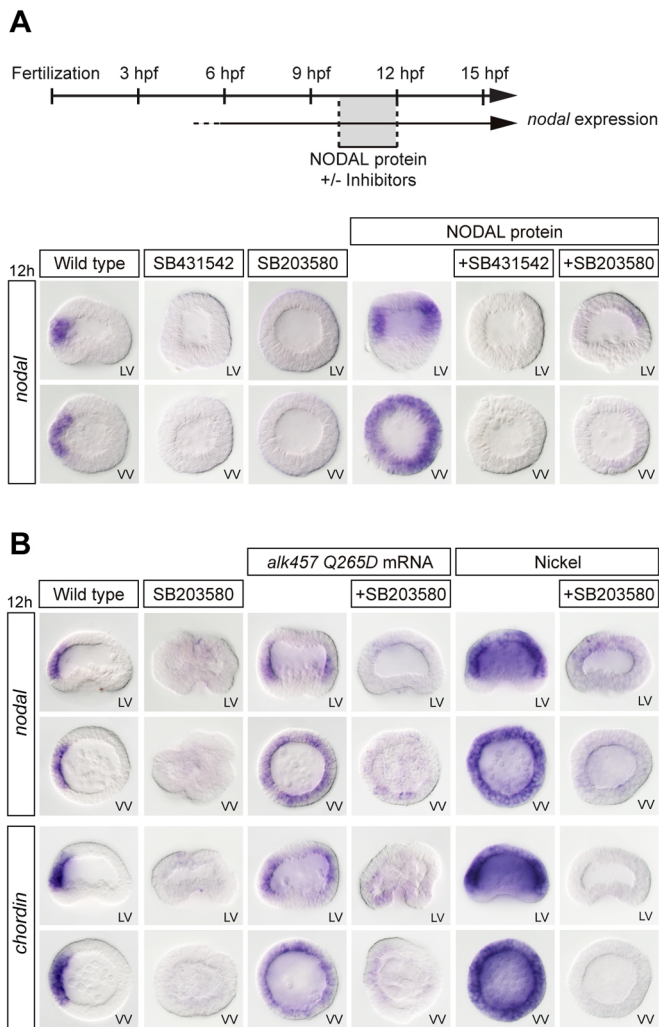 A
Fertilization 3 hpf 6 hpf 9 hpf 12 hpf 15 hpf
nodal expression
NODAL protein
+/- Inhibitors
NODAL protein
12h Wild type SB431542 SB203580 +SB431542 +SB203580
nodal
LV LV LV LV LV LV
VV VV VV VV VV VV
B
alk457 Q265D mRNA Nickel
12h Wild type SB203580 +SB203580 +SB203580
nodal
LV LV LV LV LV LV
VV VV VV VV VV VV
chordin
LV LV LV LV LV LV
VV VV VV VV VV VV